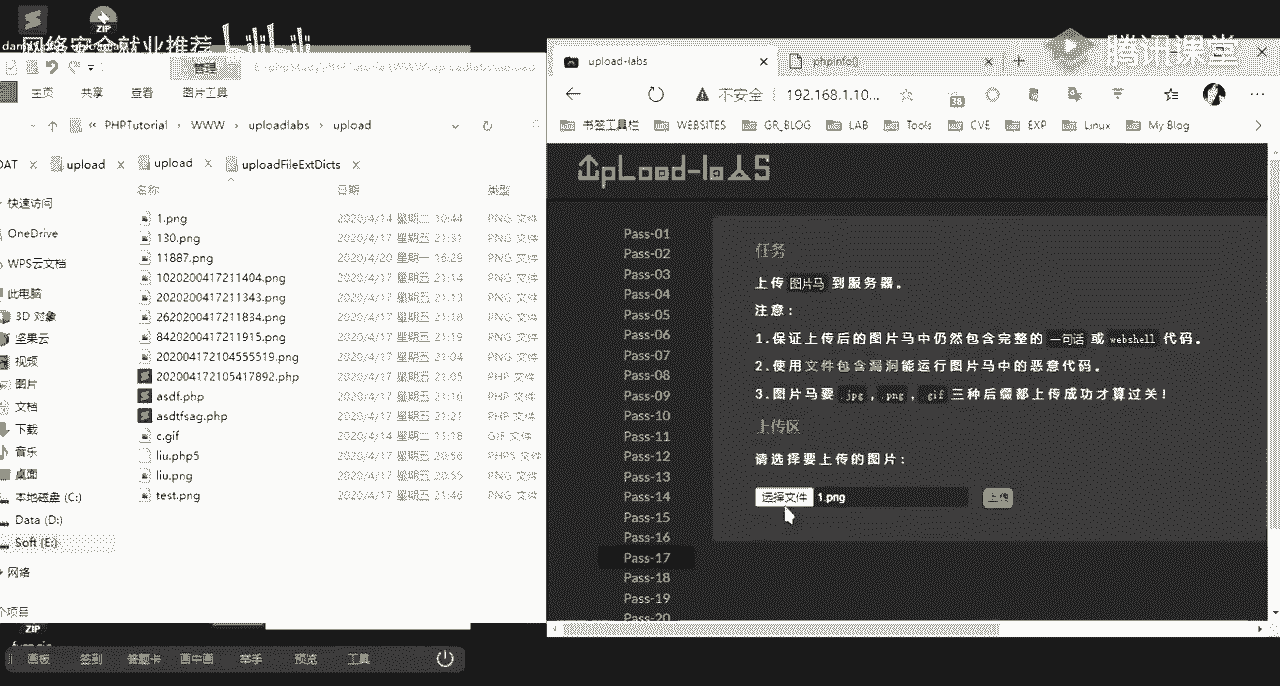 ZIP
网络安全就业推荐 bilibili
腾讯课堂
管理
主页 共享 查看 图片工具
« PHPTutorial › WWW › uploadlabs › upload
upload × upload × uploadFileExtDicts ×
名称 日期 类型
快速访问
OneDrive
WPS云文档
此电脑
3D 对象
坚果云
视频
图片
文档
下载
音乐
桌面
本地磁盘 (C:)
Data (D:)
Soft (E:)
网络
个项目
1.png 2020/4/14 星期二 10:44 PNG 文件
130.png 2020/4/17 星期五 21:31 PNG 文件
11887.png 2020/4/20 星期一 16:29 PNG 文件
1020200417211404.png 2020/4/17 星期五 21:14 PNG 文件
2020200417211343.png 2020/4/17 星期五 21:13 PNG 文件
2620200417211834.png 2020/4/17 星期五 21:18 PNG 文件
8420200417211915.png 2020/4/17 星期五 21:19 PNG 文件
202004172104555519.png 2020/4/17 星期五 21:04 PNG 文件
202004172105417892.php 2020/4/17 星期五 21:05 PHP 文件
asdf.php 2020/4/17 星期五 21:20 PHP 文件
asdtfsag.php 2020/4/17 星期五 21:21 PHP 文件
c.gif 2020/4/14 星期二 11:18 GIF 文件
liu.php5 2020/4/17 星期五 20:56 PHP5 文件
liu.png 2020/4/17 星期五 20:55 PNG 文件
test.png 2020/4/17 星期五 21:46 PNG 文件
upload-labs × phpinfo() × +
不安全 192.168.1.10... 38
书签工具栏 WEBSITES GR_BLOG LAB Tools CVE EXP Linux My Blog
UpLoad-labS
Pass-01
Pass-02
Pass-03
Pass-04
Pass-05
Pass-06
Pass-07
Pass-08
Pass-09
Pass-10
Pass-11
Pass-12
Pass-13
Pass-14
Pass-15
Pass-16
Pass-17
Pass-18
Pass-19
Pass-20
任务
上传图片马到服务器。
注意：
1.保证上传后的图片马中仍然包含完整的一句话或webshell代码。
2.使用文件包含漏洞能运行图片马中的恶意代码。
3.图片马要.jpg,.png,.gif三种后缀都上传成功才算过关！
上传区
请选择要上传的图片：
选择文件 1.png 上传
ZIP
画板 签到 答题卡 画中画 举手 预览 工具